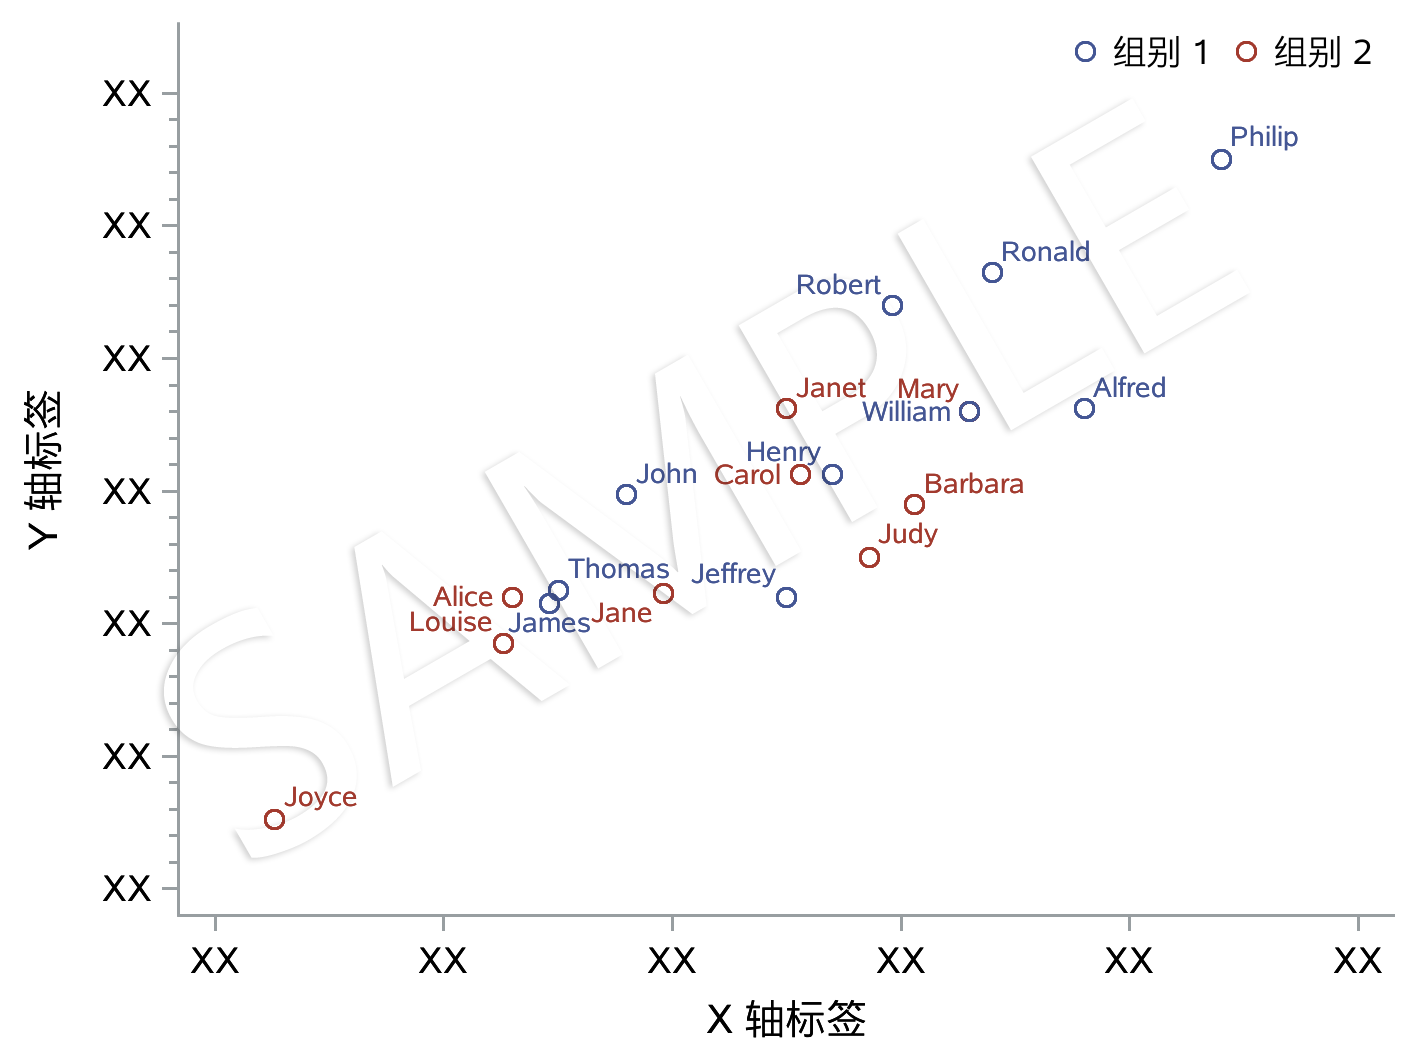 组别 1 组别 2
XX
Philip
XX
Ronald
Robert
XX
Janet Mary Alfred
William
Henry
John Carol
Barbara
XX
Judy
Thomas Jeffrey
Alice
Jane
Louise James
XX
XX
Joyce
XX
Y 轴标签
XX XX XX XX XX XX
X 轴标签
SAMPLE